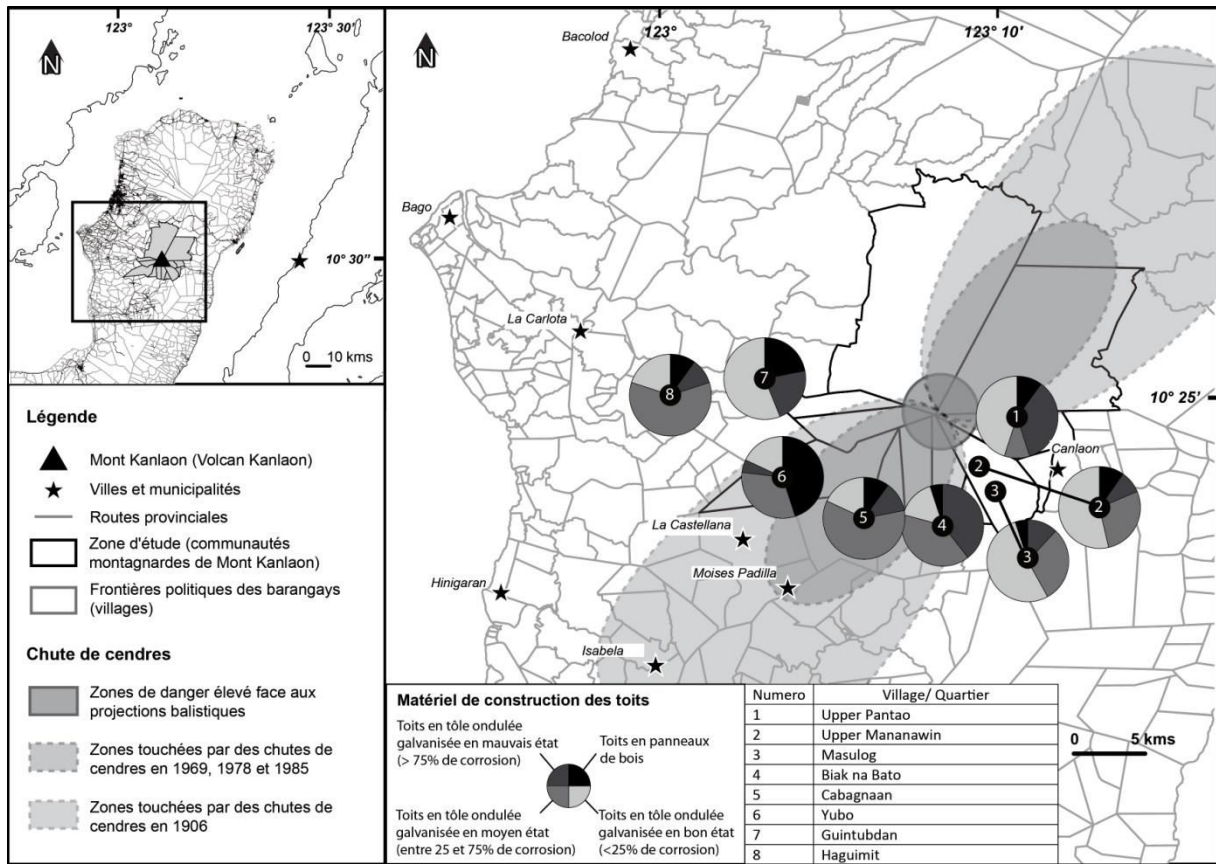 123°
123° 30'
N
10° 30"
0 10 kms
Légende
Mont Kanlaon (Volcan Kanlaon)
Villes et municipalités
Routes provinciales
Zone d'étude (communautés
montagnardes de Mont Kanlaon)
Frontières politiques des barangays
(villages)
Chute de cendres
Zones de danger élevé face aux
projections balistiques
Zones touchées par des chutes de
cendres en 1969, 1978 et 1985
Zones touchées par des chutes de
cendres en 1906
N
123°
123° 10'
Bacolod
Bago
La Carlota
10° 25'
8
7
1
Canlaon
2
6
3
2
5
4
La Castellana
3
Moises Padilla
Hinigaran
Isabela
Matériel de construction des toits
Toits en tôle ondulée
galvanisée en mauvais état
(> 75% de corrosion)
Toits en panneaux
de bois
Toits en tôle ondulée
galvanisée en moyen état
(entre 25 et 75% de corrosion)
Toits en tôle ondulée
galvanisée en bon état
(<25% de corrosion)
Numero Village/ Quartier
1 Upper Pantao
2 Upper Mananawin
3 Masulog
4 Biak na Bato
5 Cabagnaan
6 Yubo
7 Guintubdan
8 Haguimit
0 5 kms